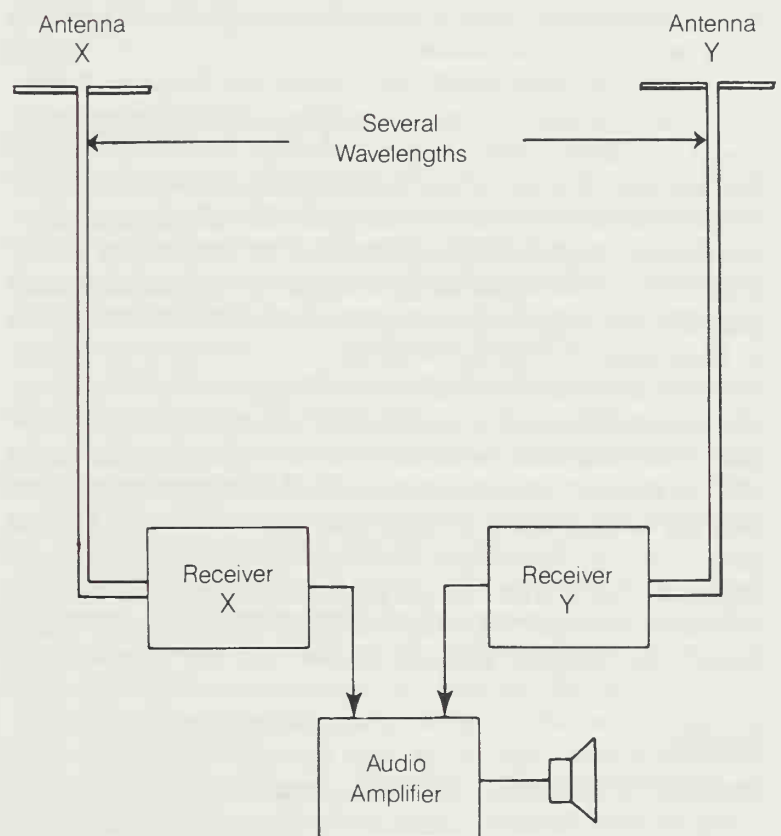 Antenna
X
Antenna
Y
Several
Wavelengths
Receiver
X
Receiver
Y
Audio
Amplifier